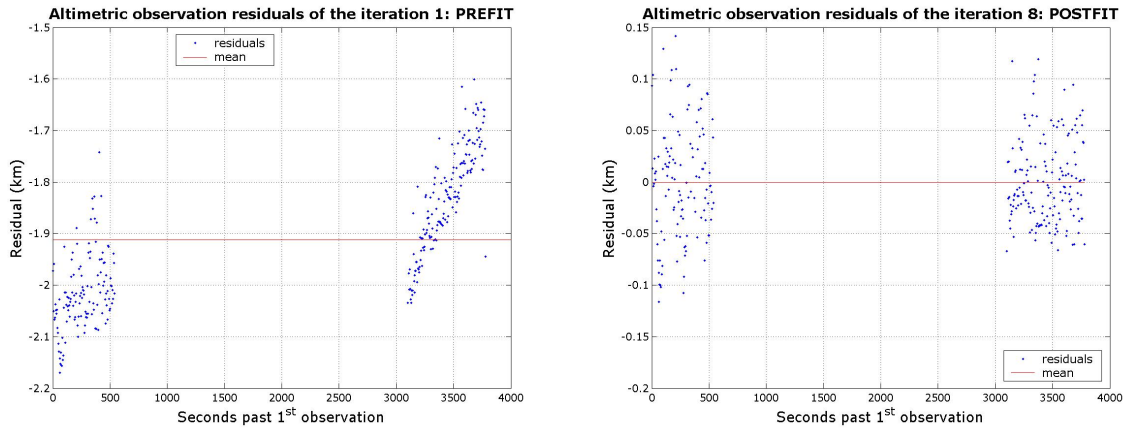 Altimetric observation residuals of the iteration 1: PREFIT
-1.5
-1.6
-1.7
-1.8
-1.9
-2
-2.1
-2.2
Residual (km)
residuals
mean
0 500 1000 1500 2000 2500 3000 3500 4000
Seconds past 1st observation
Altimetric observation residuals of the iteration 8: POSTFIT
0.15
0.1
0.05
0
-0.05
-0.1
-0.15
-0.2
Residual (km)
residuals
mean
0 500 1000 1500 2000 2500 3000 3500 4000
Seconds past 1st observation